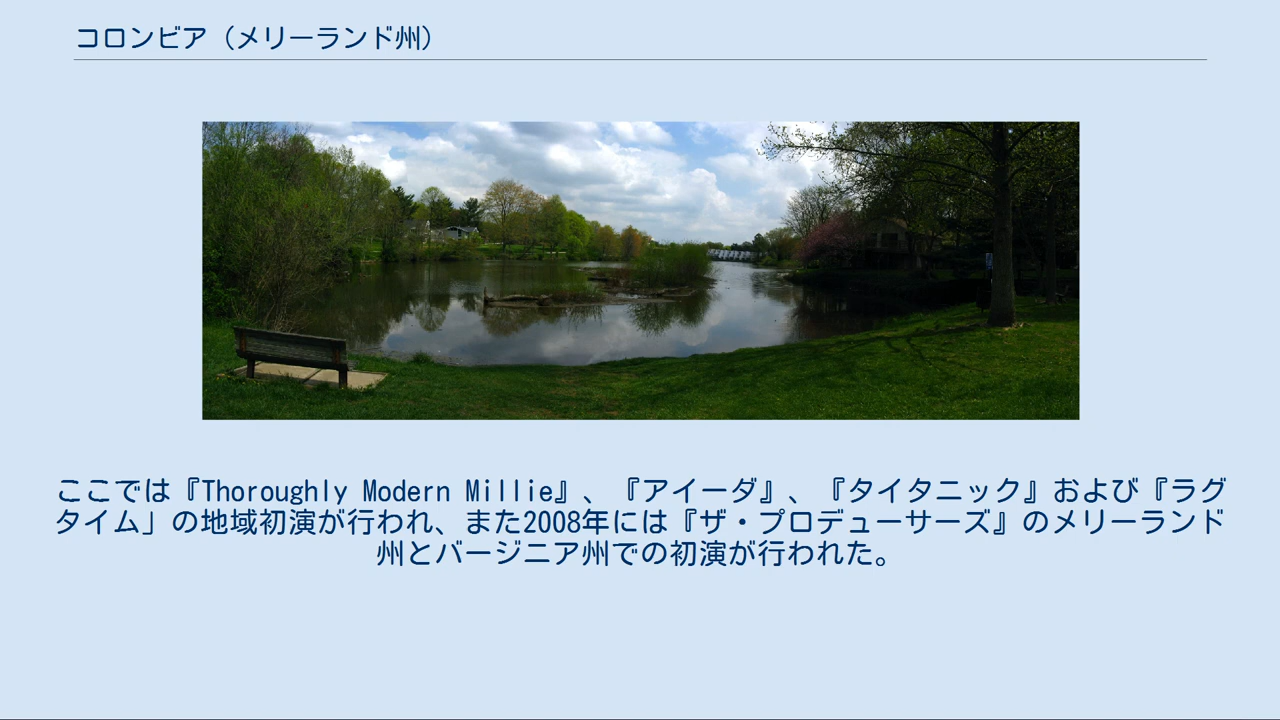 コロンビア（メリーランド州）
ここでは『Thoroughly Modern Millie』、『アイーダ』、『タイタニック』および『ラグ
タイム」の地域初演が行われ、また2008年には『ザ・プロデューサーズ』のメリーランド
州とバージニア州での初演が行われた。